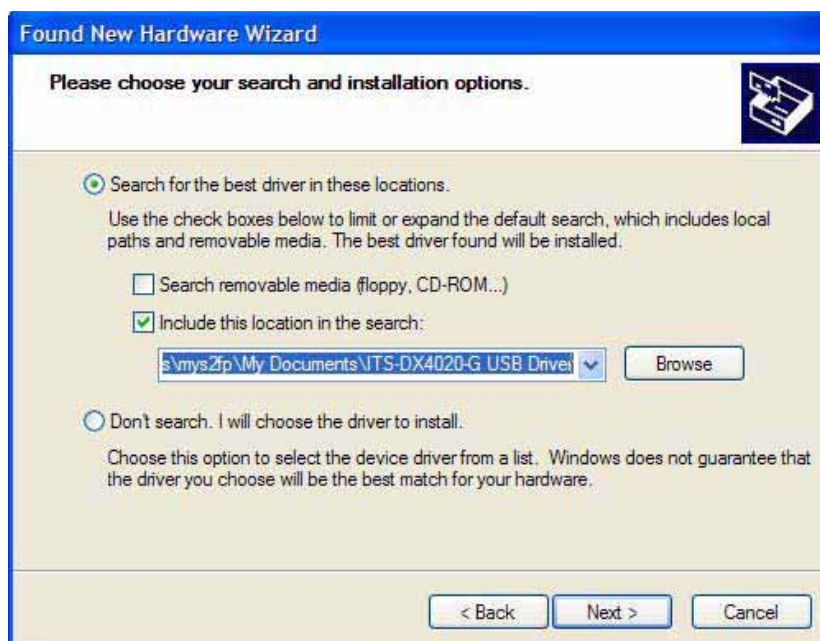 Found New Hardware Wizard
Please choose your search and installation options.
Search for the best driver in these locations.
Use the check boxes below to limit or expand the default search, which includes local
paths and removable media. The best driver found will be installed.
Search removable media (floppy, CD-ROM...)
Include this location in the search:
s\mys2fp\My Documents\ITS-DX4020-G USB Driver
Browse
Don't search. I will choose the driver to install.
Choose this option to select the device driver from a list. Windows does not guarantee that
the driver you choose will be the best match for your hardware.
< Back
Next >
Cancel